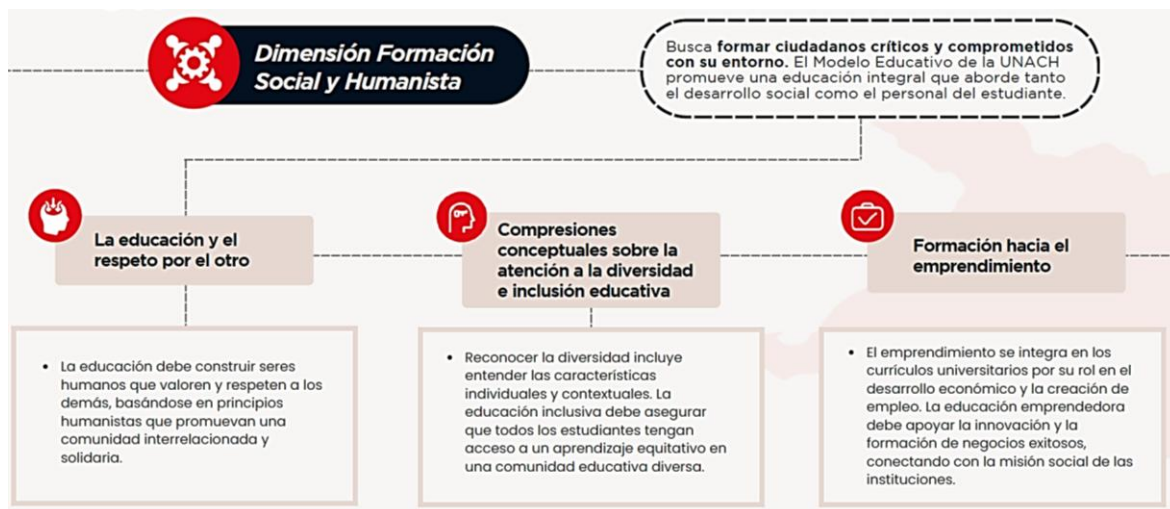 Dimensión Formación
Social y Humanista
Busca formar ciudadanos críticos y comprometidos
con su entorno. El Modelo Educativo de la UNACH
promueve una educación integral que aborde tanto
el desarrollo social como el personal del estudiante.
La educación y el
respeto por el otro
• La educación debe construir seres
humanos que valoren y respeten a los
demás, basándose en principios
humanistas que promuevan una
comunidad interrelacionada y
solidaria.
Compresiones
conceptuales sobre la
atención a la diversidad
e inclusión educativa
• Reconocer la diversidad incluye
entender las características
individuales y contextuales. La
educación inclusiva debe asegurar
que todos los estudiantes tengan
acceso a un aprendizaje equitativo en
una comunidad educativa diversa.
Formación hacia el
emprendimiento
• El emprendimiento se integra en los
currículos universitarios por su rol en el
desarrollo económico y la creación de
empleo. La educación emprendedora
debe apoyar la innovación y la
formación de negocios exitosos,
conectando con la misión social de las
instituciones.